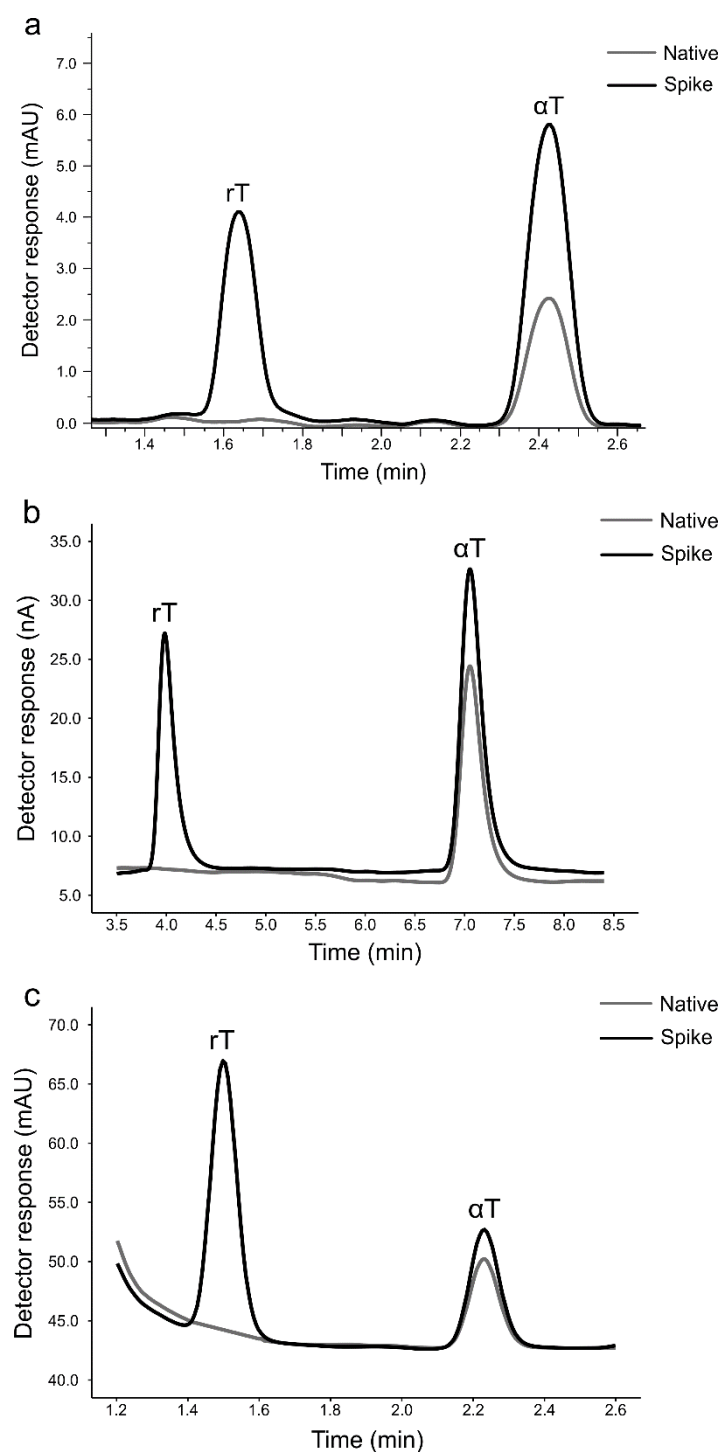 a
Native
Spike
7.0
6.0
5.0
4.0
3.0
2.0
1.0
0.0
Detector response (mAU)
rT
αT
1.4 1.6 1.8 2.0 2.2 2.4 2.6
Time (min)
b
Native
Spike
35.0
30.0
25.0
20.0
15.0
10.0
5.0
Detector response (nA)
rT
αT
3.5 4.0 4.5 5.0 5.5 6.0 6.5 7.0 7.5 8.0 8.5
Time (min)
c
Native
Spike
70.0
65.0
60.0
55.0
50.0
45.0
40.0
Detector response (mAU)
rT
αT
1.2 1.4 1.6 1.8 2.0 2.2 2.4 2.6
Time (min)